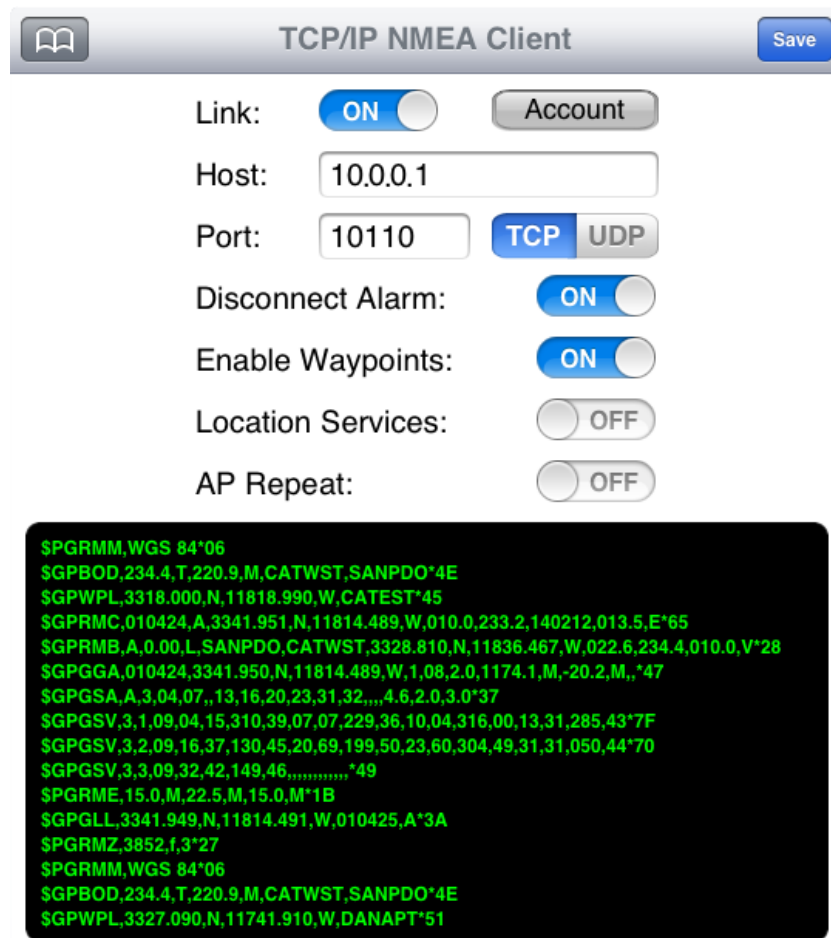 TCP/IP NMEA Client Save
Link: ON Account
Host: 10.0.0.1
Port: 10110 TCP UDP
Disconnect Alarm: ON
Enable Waypoints: ON
Location Services: OFF
AP Repeat: OFF
$PGRMM,WGS 84*06
$GPBOD,234.4,T,220.9,M,CATWST,SANPDO*4E
$GPWPL,3318.000,N,11818.990,W,CATEST*45
$GPRMC,010424,A,3341.951,N,11814.489,W,010.0,233.2,140212,013.5,E*65
$GPRMB,A,0.00,L,SANPDO,CATWST,3328.810,N,11836.467,W,022.6,234.4,010.0,V*28
$GPGGA,010424,3341.950,N,11814.489,W,1,08,2.0,1174.1,M,-20.2,M,,*47
$GPGSA,A,3,04,07,,13,16,20,23,31,32,,,,4.6,2.0,3.0*37
$GPGSV,3,1,09,04,15,310,39,07,07,229,36,10,04,316,00,13,31,285,43*7F
$GPGSV,3,2,09,16,37,130,45,20,69,199,50,23,60,304,49,31,31,050,44*70
$GPGSV,3,3,09,32,42,149,46,,,,,,,,,,,,,*49
$PGRME,15.0,M,22.5,M,15.0,M*1B
$GPGLL,3341.949,N,11814.491,W,010425,A*3A
$PGRMZ,3852,f,3*27
$PGRMM,WGS 84*06
$GPBOD,234.4,T,220.9,M,CATWST,SANPDO*4E
$GPWPL,3327.090,N,11741.910,W,DANAPT*51